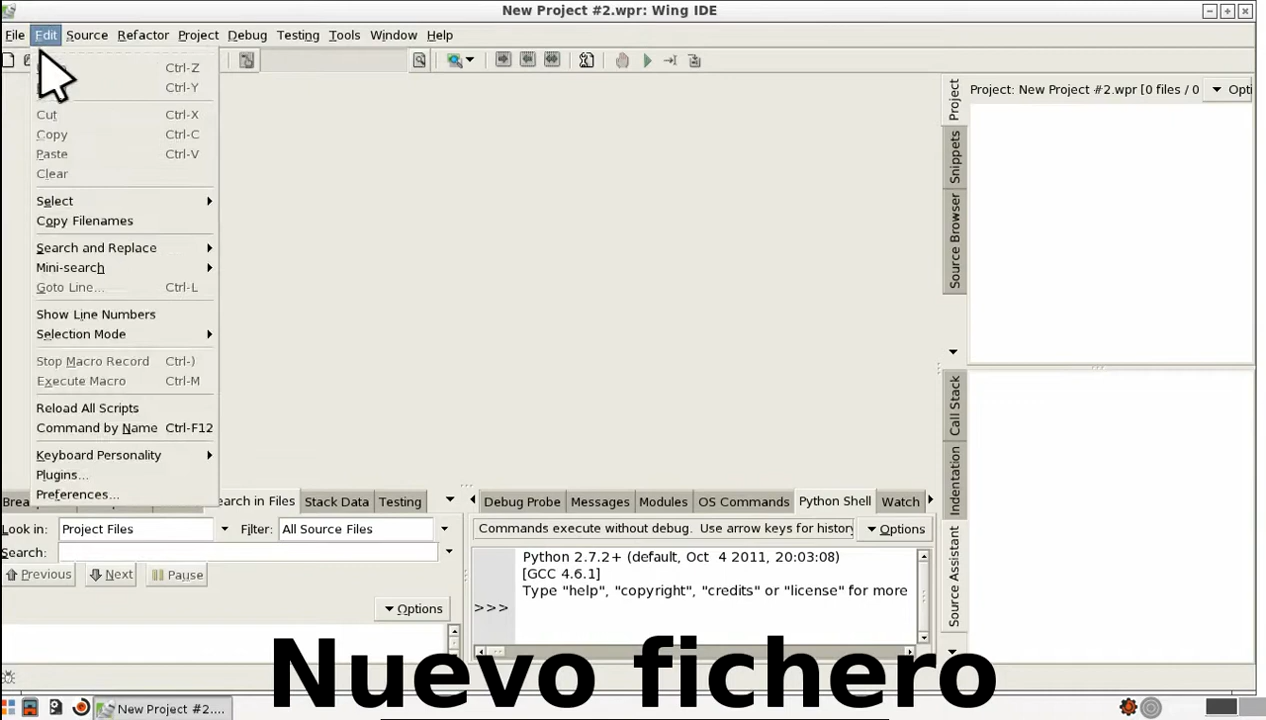 New Project #2.wpr: Wing IDE
File Edit Source Refactor Project Debug Testing Tools Window Help
Ctrl-Z
Ctrl-Y
Cut Ctrl-X
Copy Ctrl-C
Paste Ctrl-V
Clear
Select
Copy Filenames
Search and Replace
Mini-search
Goto Line... Ctrl-L
Show Line Numbers
Selection Mode
Stop Macro Record Ctrl-)
Execute Macro Ctrl-M
Reload All Scripts
Command by Name Ctrl-F12
Keyboard Personality
Plugins...
Preferences...
Project: New Project #2.wpr [0 files / 0 Opti
Project
Snippets
Source Browser
Call Stack
Indentation
Source Assistant
earch in Files Stack Data Testing
Look in: Project Files Filter: All Source Files
Search:
Previous Next Pause
Options
Debug Probe Messages Modules OS Commands Python Shell Watch
Commands execute without debug. Use arrow keys for history Options
Python 2.7.2+ (default, Oct 4 2011, 20:03:08)
[GCC 4.6.1]
Type "help", "copyright", "credits" or "license" for more
>>>
Nuevo fichero
New Project #2....